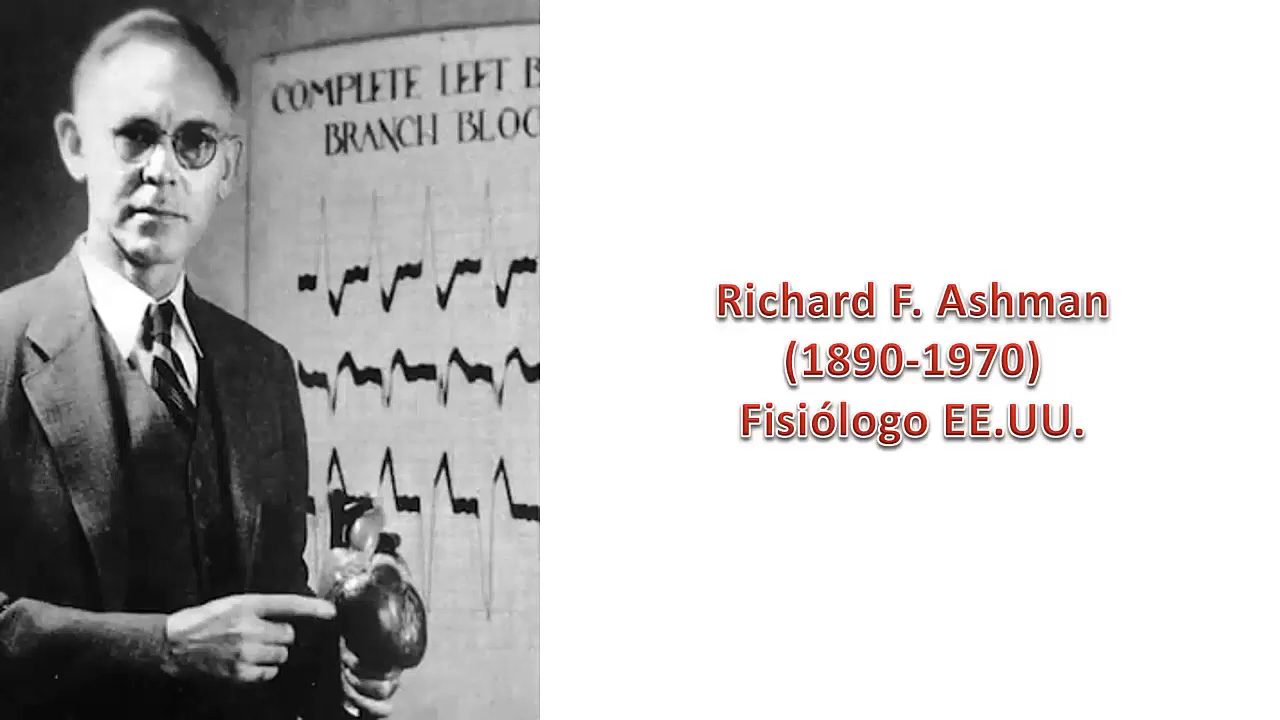 COMPLETE LEFT B
BRANCH BLOC
Richard F. Ashman
(1890-1970)
Fisiólogo EE.UU.